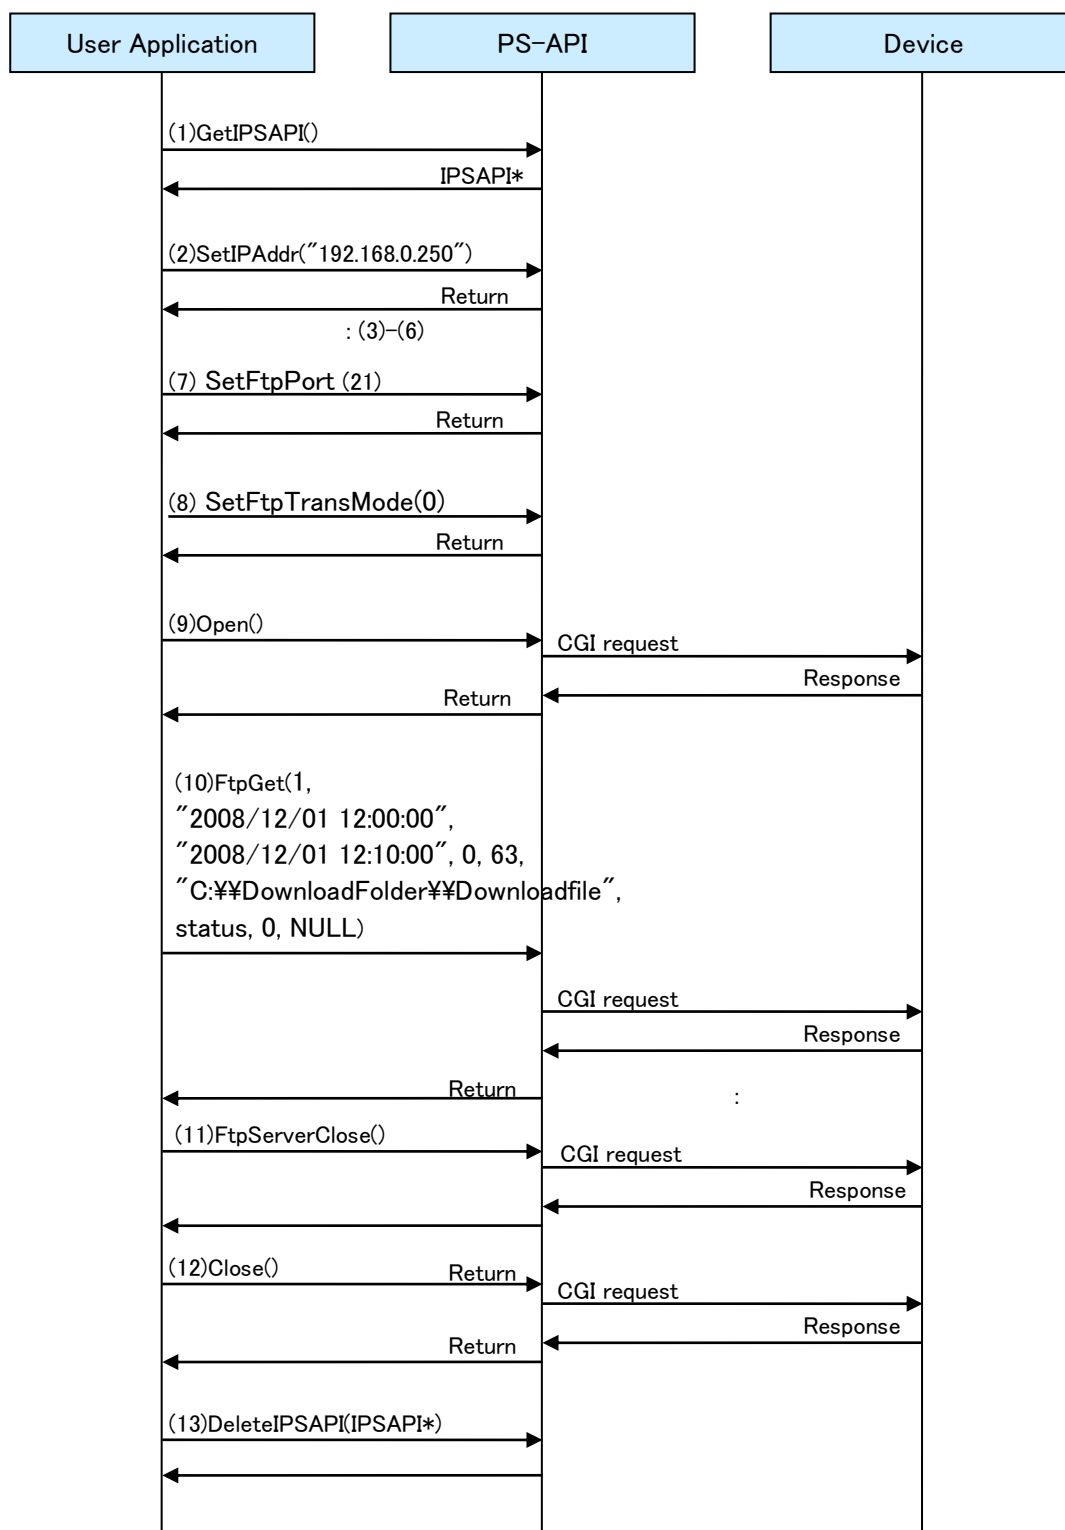 User Application
PS-API
Device
(1)GetIPSAPI()
IPSAPI*
(2)SetIPAddr("192.168.0.250")
Return
: (3)-(6)
(7) SetFtpPort (21)
Return
(8) SetFtpTransMode(0)
Return
(9)Open()
CGI request
Response
Return
(10)FtpGet(1,
"2008/12/01 12:00:00",
"2008/12/01 12:10:00", 0, 63,
"C:¥¥DownloadFolder¥¥Downloadfile",
status, 0, NULL)
CGI request
Response
Return
:
(11)FtpServerClose()
CGI request
Response
(12)Close()
Return
CGI request
Response
Return
(13)DeleteIPSAPI(IPSAPI*)